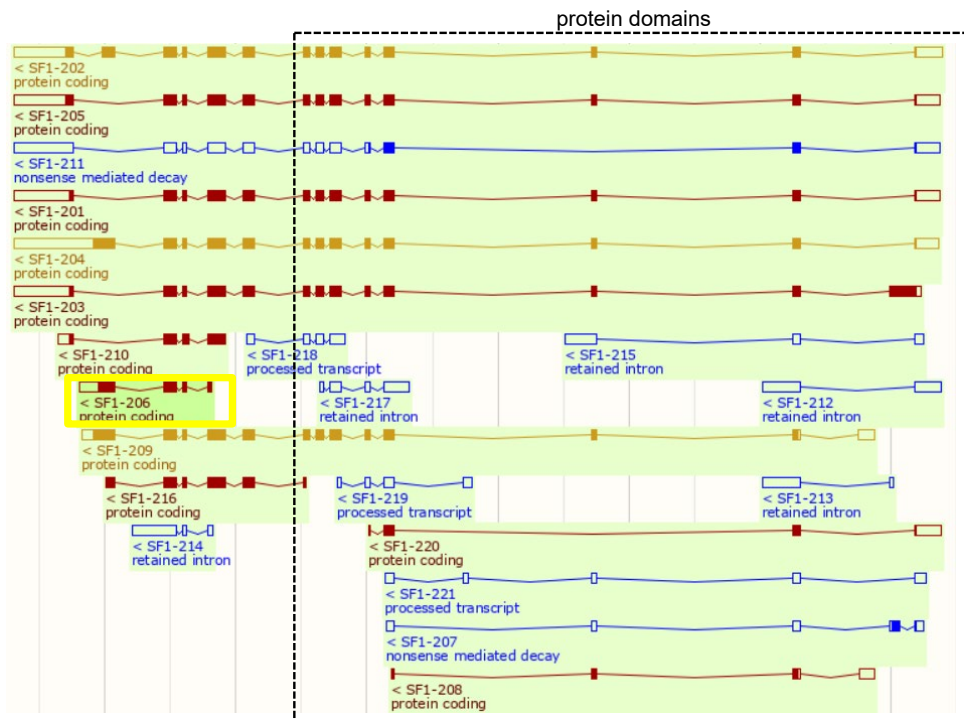 protein domains
< SF1-202
protein coding
< SF1-205
protein coding
< SF1-211
nonsense mediated decay
< SF1-201
protein coding
< SF1-204
protein coding
< SF1-203
protein coding
< SF1-210
protein coding
< SF1-218
processed transcript
< SF1-215
retained intron
< SF1-206
protein coding
< SF1-217
retained intron
< SF1-212
retained intron
< SF1-209
protein coding
< SF1-216
protein coding
< SF1-219
processed transcript
< SF1-213
retained intron
< SF1-214
retained intron
< SF1-220
protein coding
< SF1-221
processed transcript
< SF1-207
nonsense mediated decay
< SF1-208
protein coding